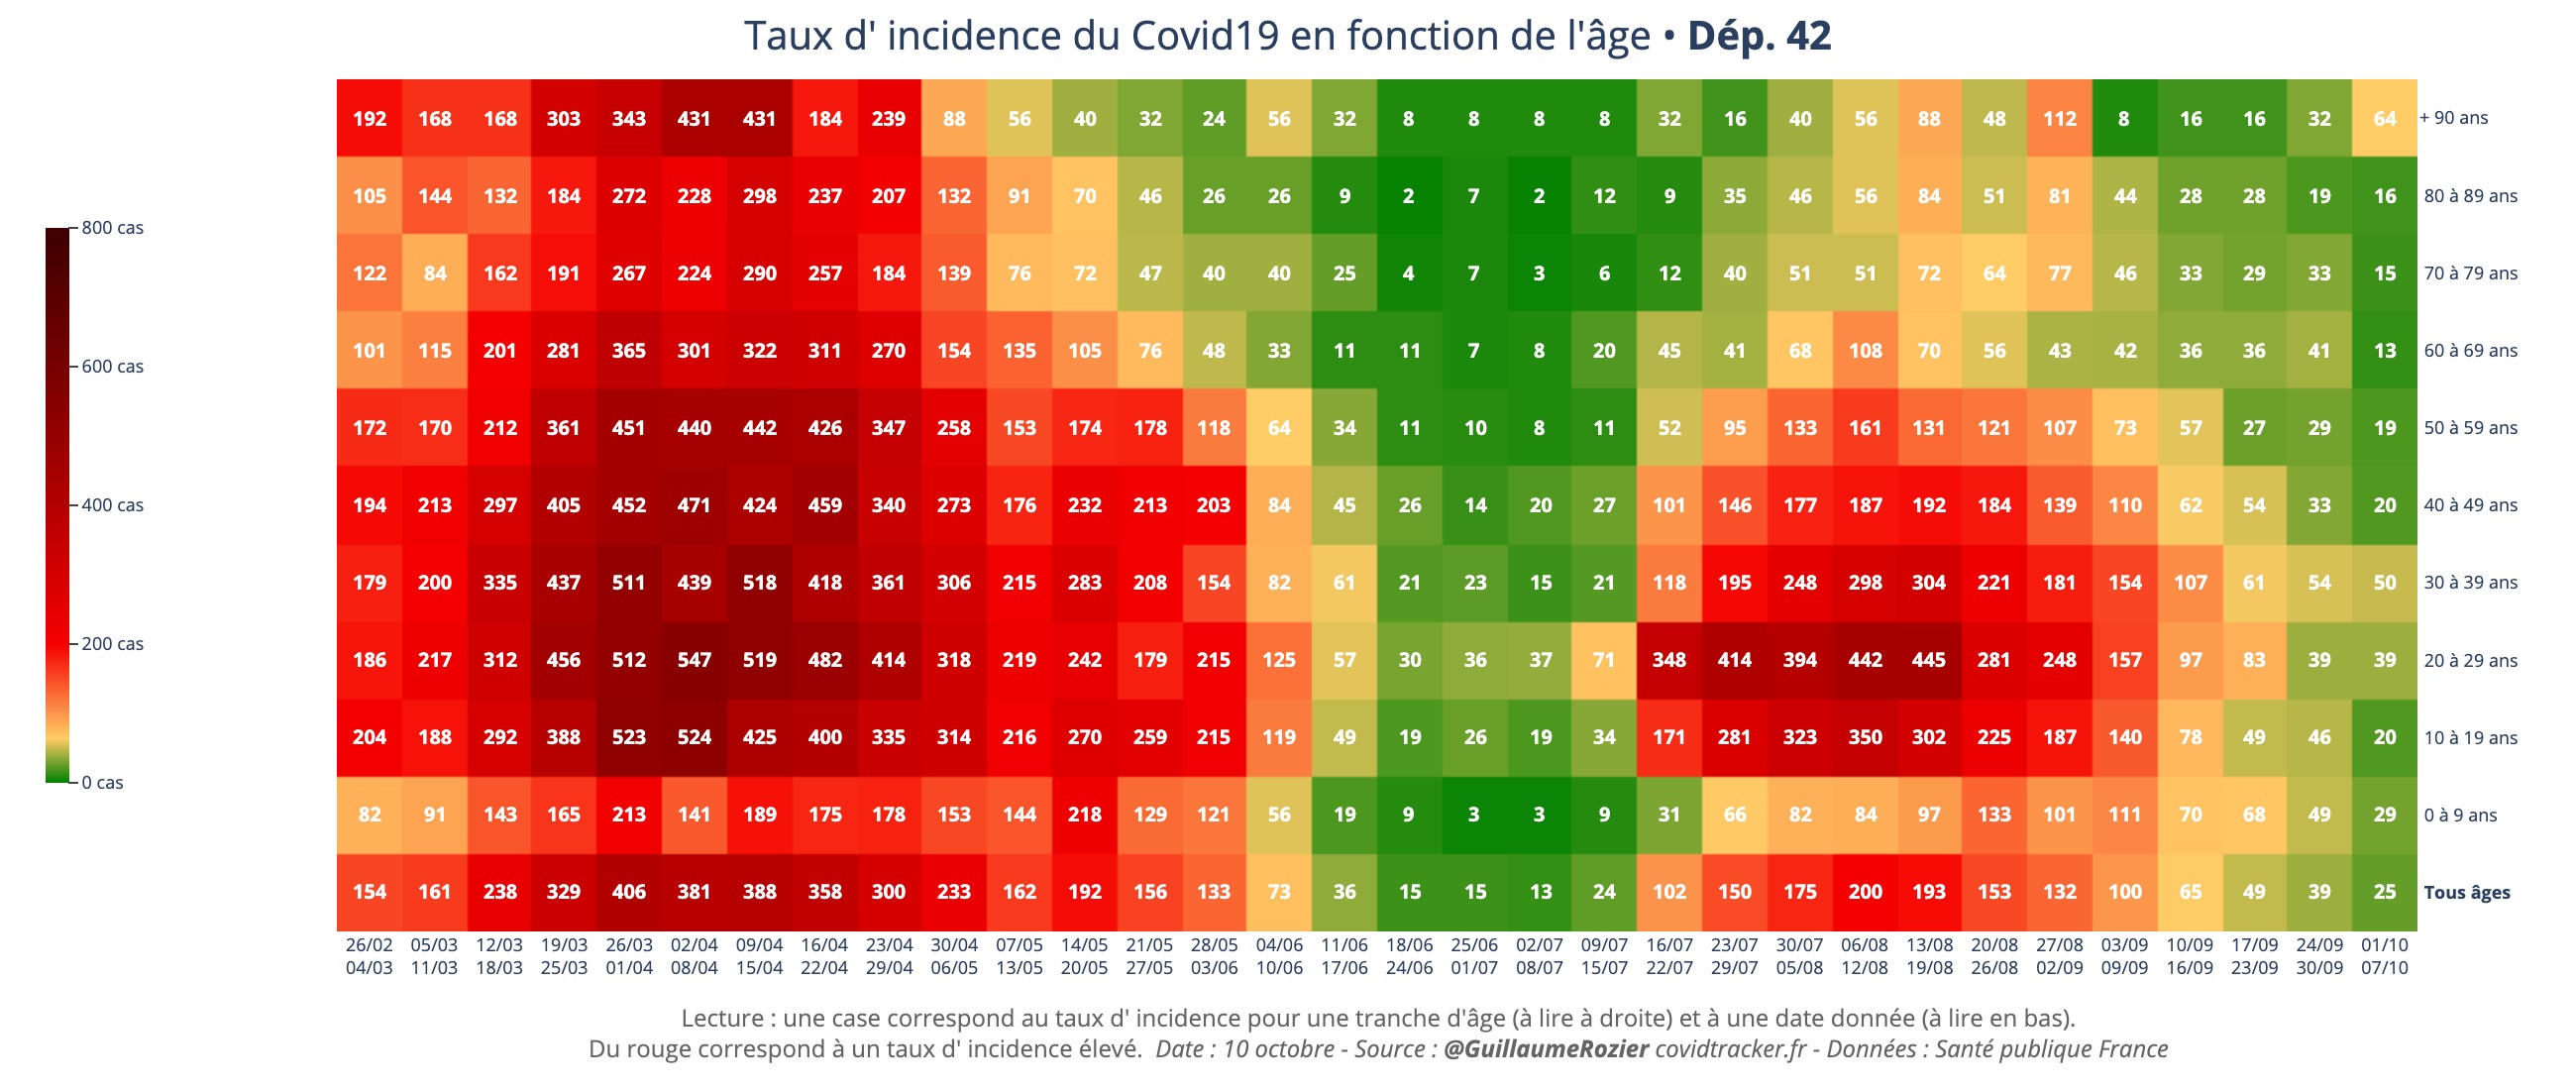 Taux d' incidence du Covid19 en fonction de l'âge • Dép. 42
192 168 168 303 343 431 431 184 239 88 56 40 32 24 56 32 8 8 8 8 32 16 40 56 88 48 112 8 16 16 32 64 + 90 ans
105 144 132 184 272 228 298 237 207 132 91 70 46 26 26 9 2 7 2 12 9 35 46 56 84 51 81 44 28 28 19 16 80 à 89 ans
122 84 162 191 267 224 290 257 184 139 76 72 47 40 40 25 4 7 3 6 12 40 51 51 72 64 77 46 33 29 33 15 70 à 79 ans
101 115 201 281 365 301 322 311 270 154 135 105 76 48 33 11 11 7 8 20 45 41 68 108 70 56 43 42 36 36 41 13 60 à 69 ans
172 170 212 361 451 440 442 426 347 258 153 174 178 118 64 34 11 10 8 11 52 95 133 161 131 121 107 73 57 27 29 19 50 à 59 ans
194 213 297 405 452 471 424 459 340 273 176 232 213 203 84 45 26 14 20 27 101 146 177 187 192 184 139 110 62 54 33 20 40 à 49 ans
179 200 335 437 511 439 518 418 361 306 215 283 208 154 82 61 21 23 15 21 118 195 248 298 304 221 181 154 107 61 54 50 30 à 39 ans
186 217 312 456 512 547 519 482 414 318 219 242 179 215 125 57 30 36 37 71 348 414 394 442 445 281 248 157 97 83 39 39 20 à 29 ans
204 188 292 388 523 524 425 400 335 314 216 270 259 215 119 49 19 26 19 34 171 281 323 350 302 225 187 140 78 49 46 20 10 à 19 ans
82 91 143 165 213 141 189 175 178 153 144 218 129 121 56 19 9 3 3 9 31 66 82 84 97 133 101 111 70 68 49 29 0 à 9 ans
154 161 238 329 406 381 388 358 300 233 162 192 156 133 73 36 15 15 13 24 102 150 175 200 193 153 132 100 65 49 39 25 Tous âges
26/02 05/03 12/03 19/03 26/03 02/04 09/04 16/04 23/04 30/04 07/05 14/05 21/05 28/05 04/06 11/06 18/06 25/06 02/07 09/07 16/07 23/07 30/07 06/08 13/08 20/08 27/08 03/09 10/09 17/09 24/09 01/10
04/03 11/03 18/03 25/03 01/04 08/04 15/04 22/04 29/04 06/05 13/05 20/05 27/05 03/06 10/06 17/06 24/06 01/07 08/07 15/07 22/07 29/07 05/08 12/08 19/08 26/08 02/09 09/09 16/09 23/09 30/09 07/10
800 cas
600 cas
400 cas
200 cas
0 cas
Lecture : une case correspond au taux d' incidence pour une tranche d'âge (à lire à droite) et à une date donnée (à lire en bas).
Du rouge correspond à un taux d' incidence élevé. Date : 10 octobre - Source : @GuillaumeRozier covidtracker.fr - Données : Santé publique France